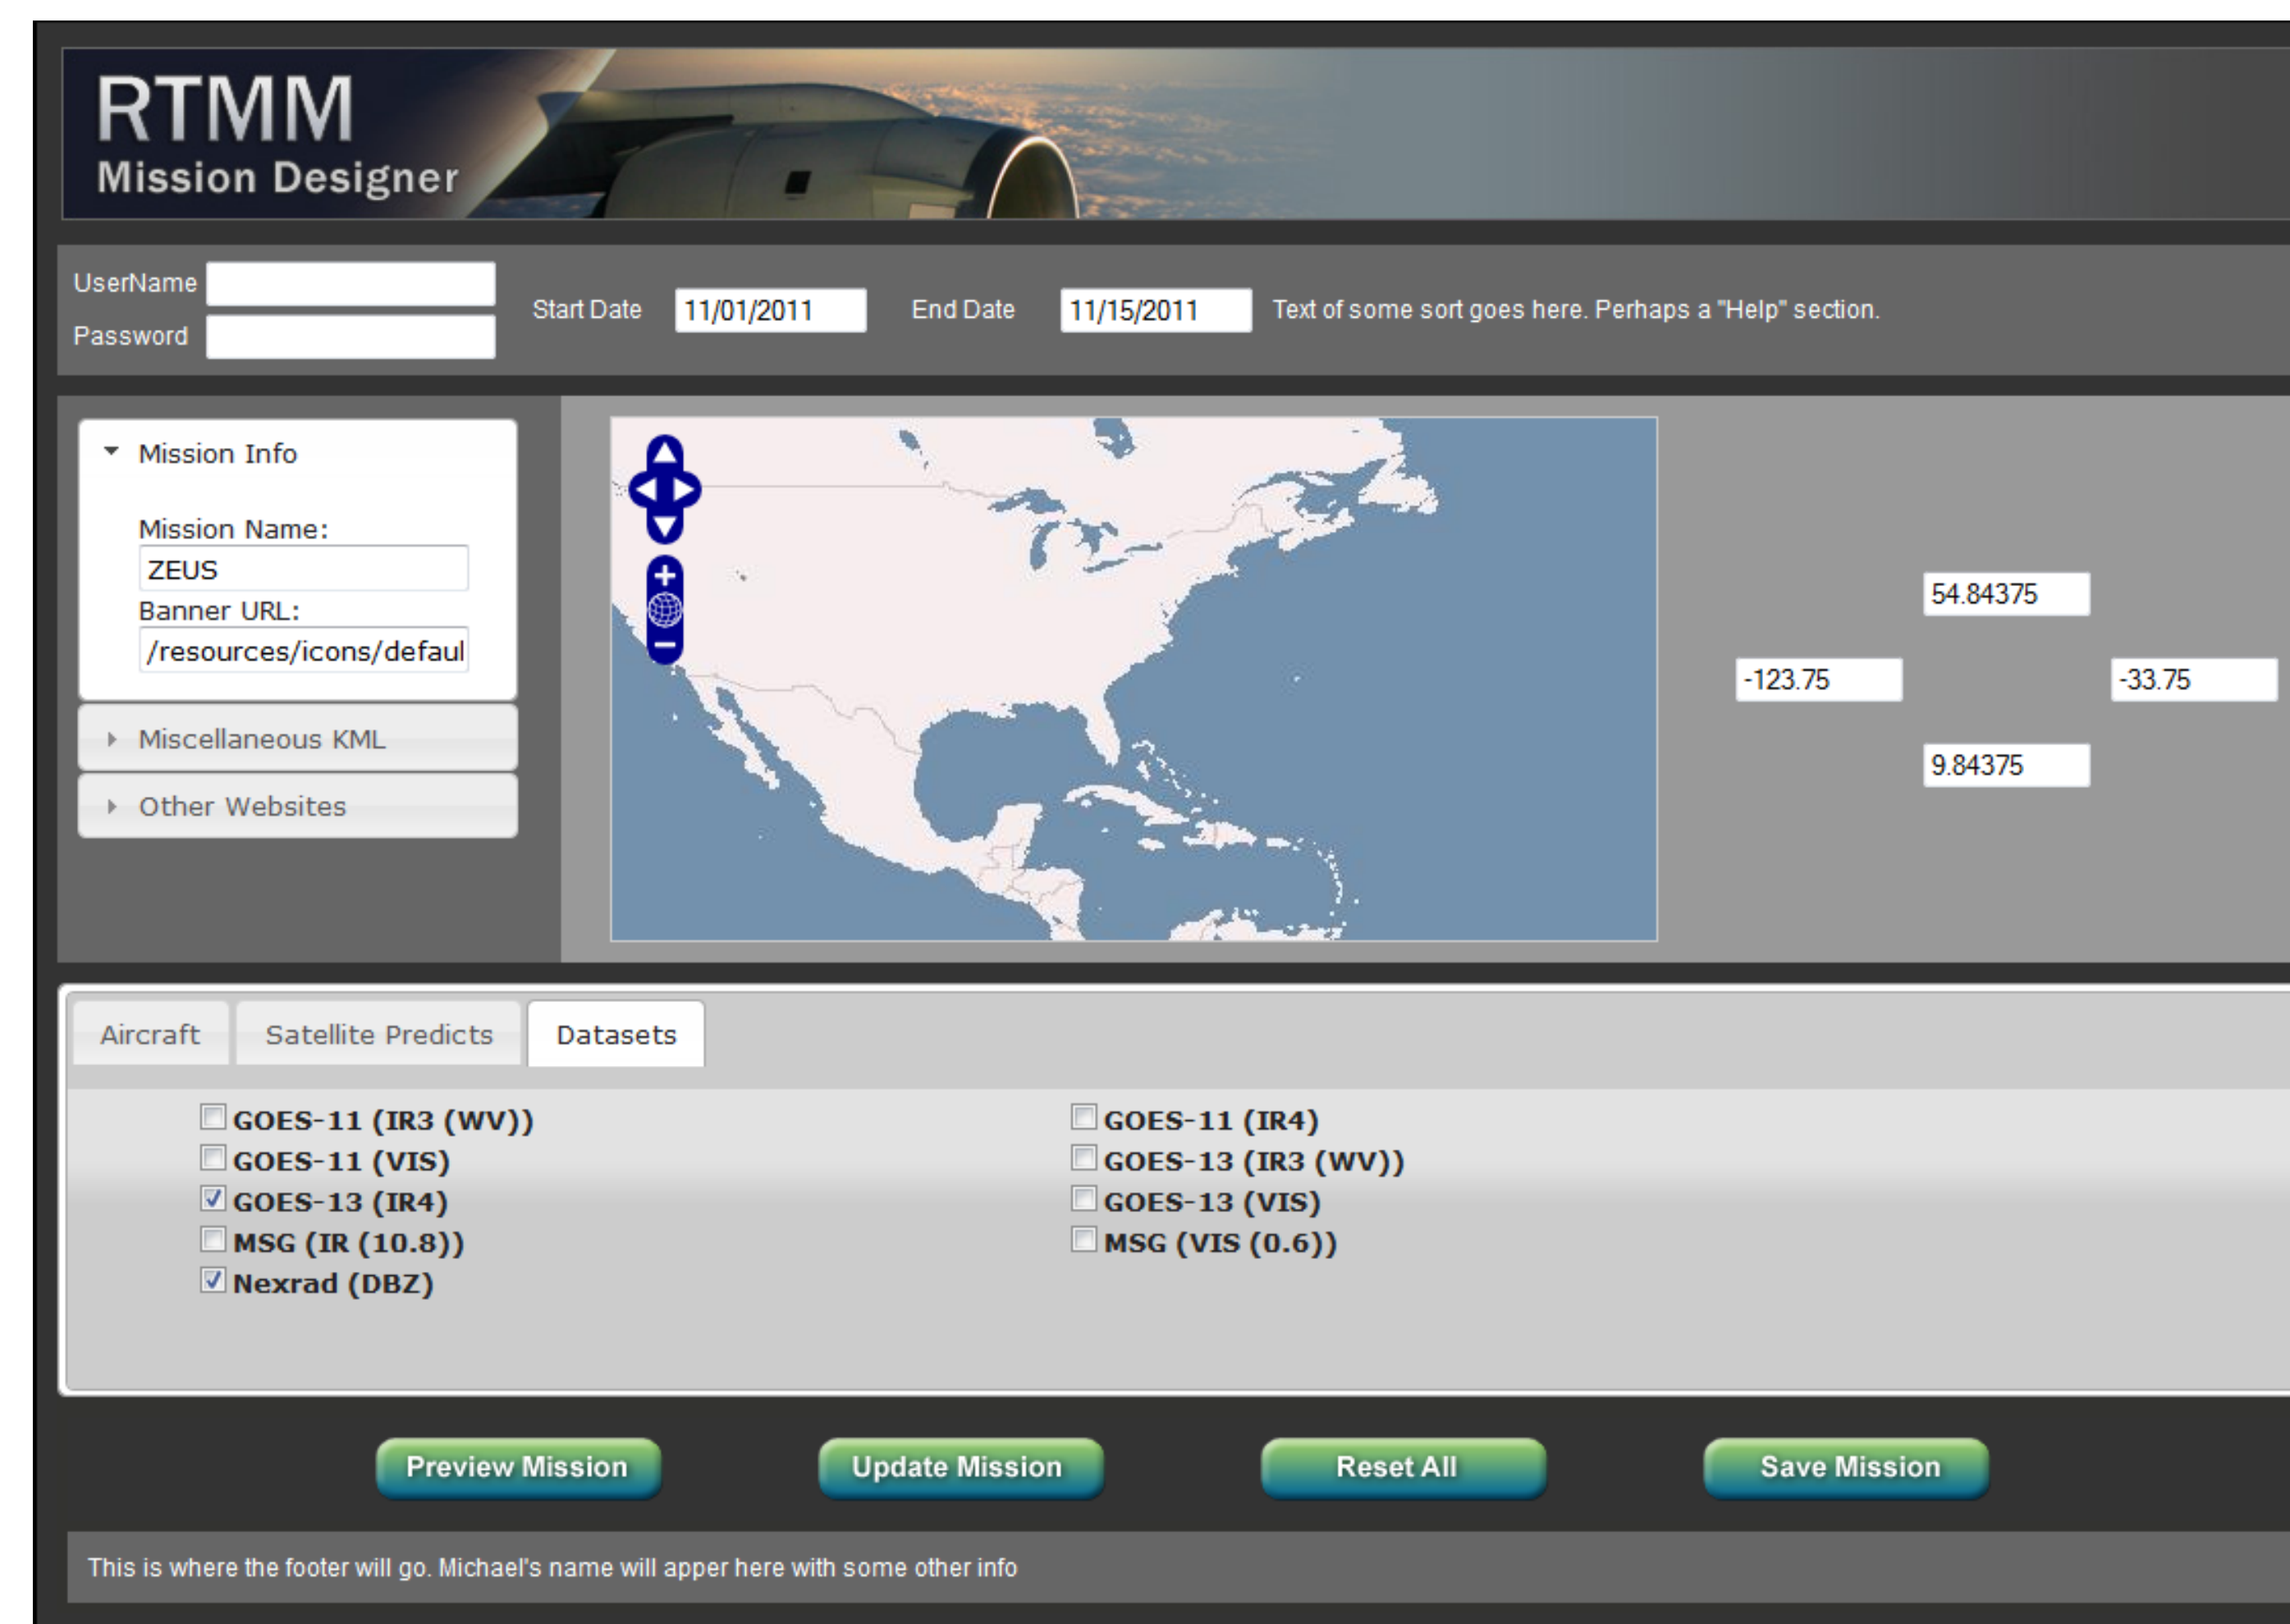 RTMM
Mission Designer
UserName
Password
Start Date 11/01/2011 End Date 11/15/2011 Text of some sort goes here. Perhaps a "Help" section.
Mission Info
Mission Name:
ZEUS
Banner URL:
/resources/icons/defaul
Miscellaneous KML
Other Websites
54.84375
-123.75 -33.75
9.84375
Aircraft Satellite Predicts Datasets
GOES-11 (IR3 (WV)) GOES-11 (IR4)
GOES-11 (VIS) GOES-13 (IR3 (WV))
GOES-13 (IR4) GOES-13 (VIS)
MSG (IR (10.8)) MSG (VIS (0.6))
Nexrad (DBZ)
Preview Mission Update Mission Reset All Save Mission
This is where the footer will go. Michael's name will apper here with some other info